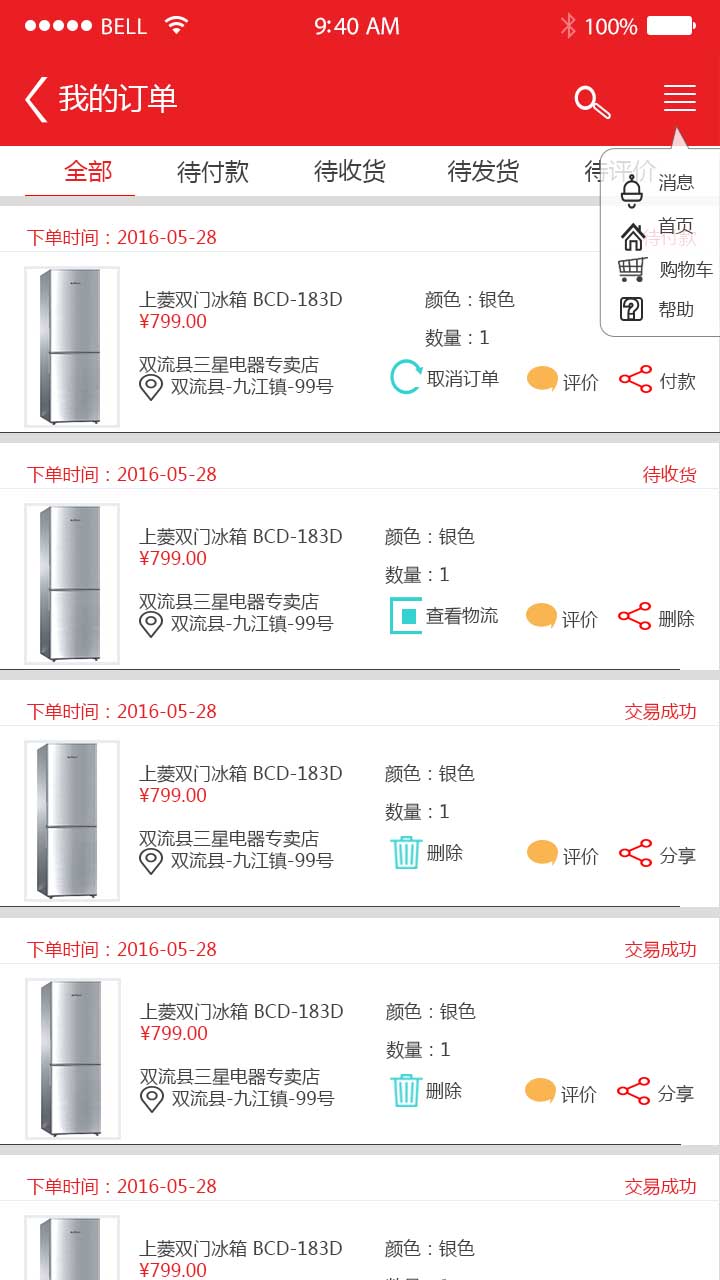 BELL 9:40 AM 100%
我的订单
全部 待付款 待收货 待发货 待评价
消息
首页
购物车
帮助
下单时间：2016-05-28 待付款
上菱双门冰箱 BCD-183D 颜色：银色
¥799.00
数量：1
双流县三星电器专卖店
双流县-九江镇-99号
取消订单 评价 付款
下单时间：2016-05-28 待收货
上菱双门冰箱 BCD-183D 颜色：银色
¥799.00
数量：1
双流县三星电器专卖店
双流县-九江镇-99号
查看物流 评价 删除
下单时间：2016-05-28 交易成功
上菱双门冰箱 BCD-183D 颜色：银色
¥799.00
数量：1
双流县三星电器专卖店
双流县-九江镇-99号
删除 评价 分享
下单时间：2016-05-28 交易成功
上菱双门冰箱 BCD-183D 颜色：银色
¥799.00
数量：1
双流县三星电器专卖店
双流县-九江镇-99号
删除 评价 分享
下单时间：2016-05-28 交易成功
上菱双门冰箱 BCD-183D 颜色：银色
¥799.00